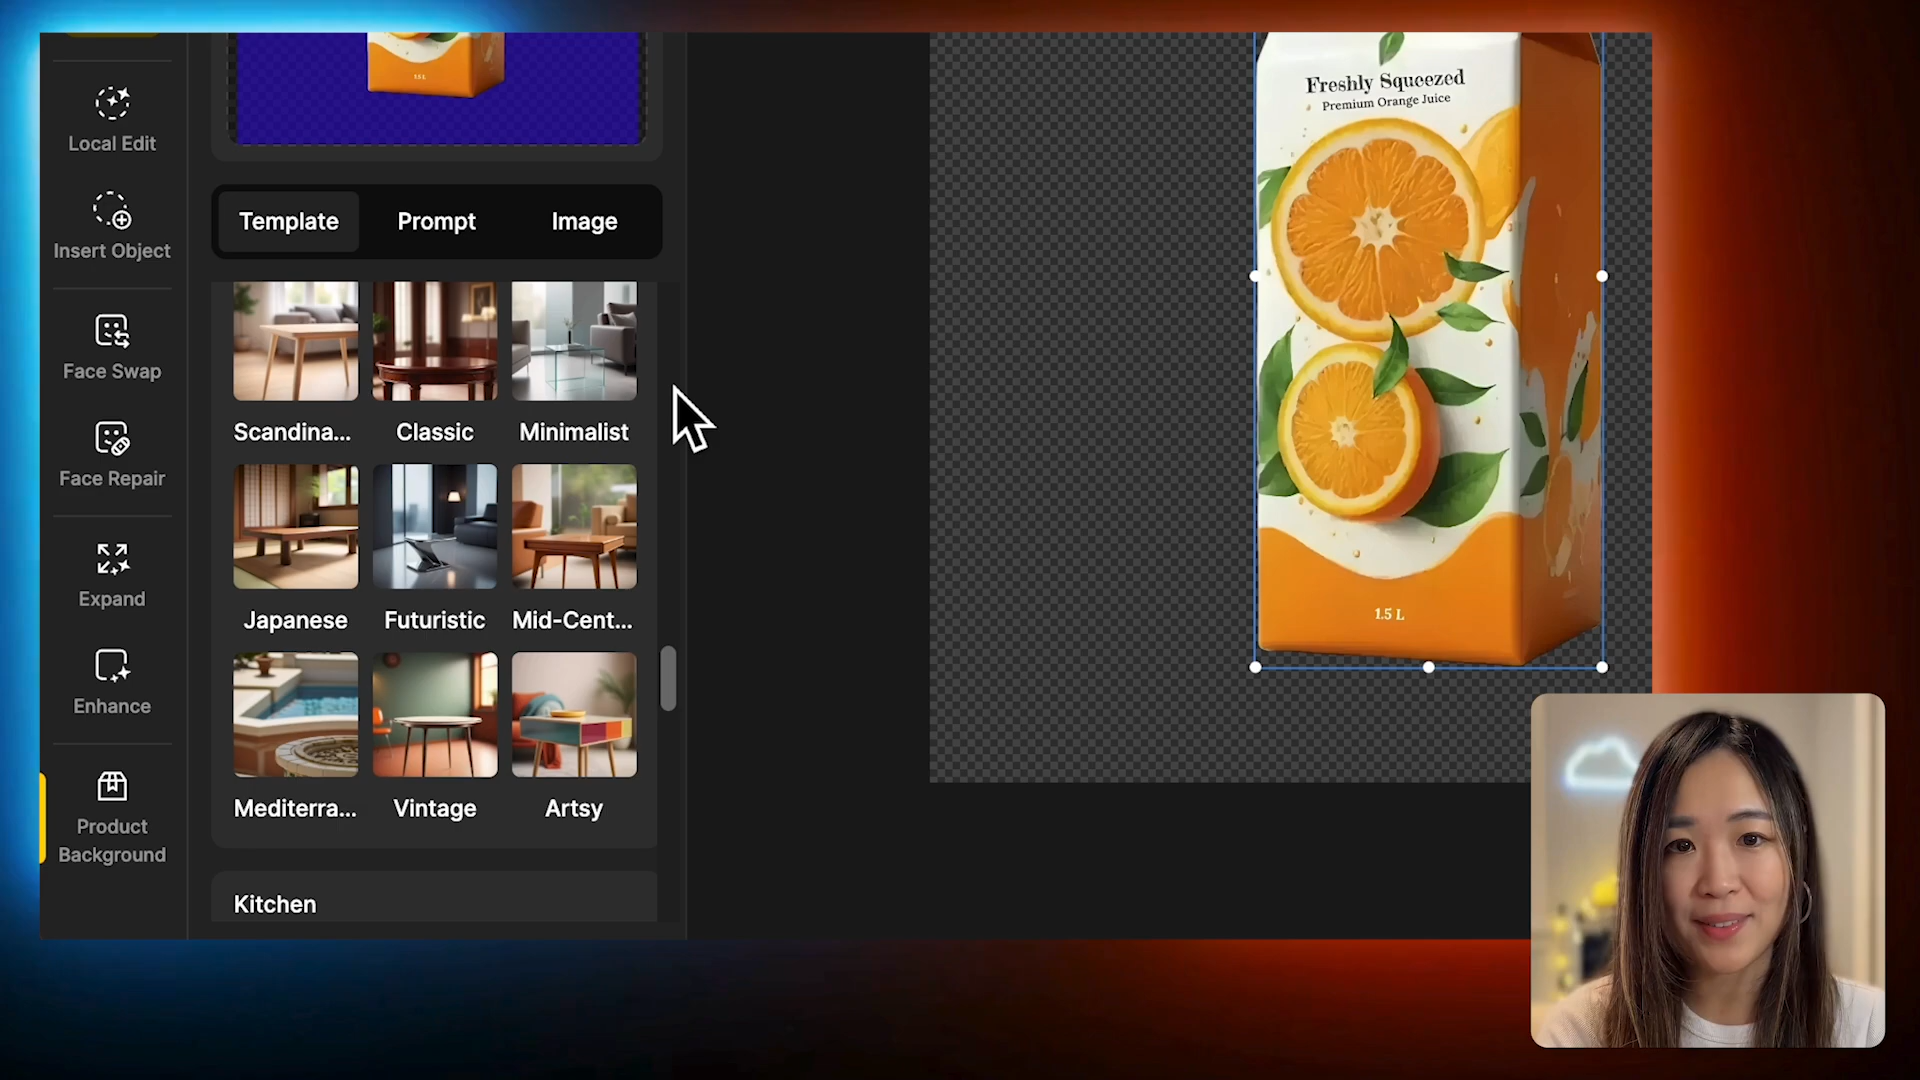 Local Edit
Insert Object
Face Swap
Face Repair
Expand
Enhance
Product
Background
Template Prompt Image
Scandina... Classic Minimalist
Japanese Futuristic Mid-Cent...
Mediterra... Vintage Artsy
Kitchen
Freshly Squeezed
Premium Orange Juice
1.5 L